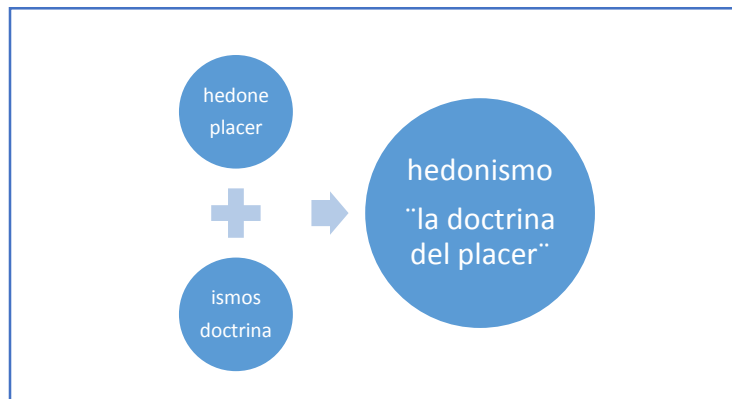 hedone
placer
ismos
doctrina
hedonismo
¨la doctrina
del placer¨